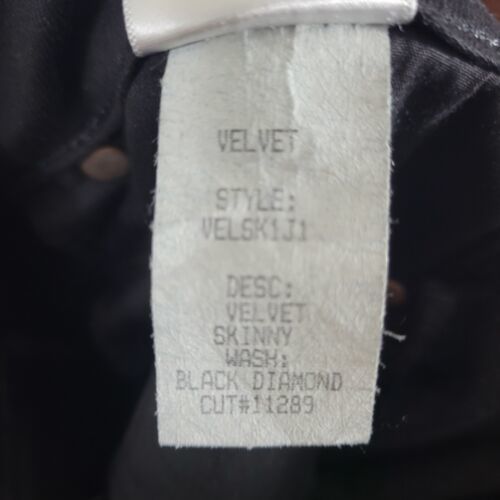 VELVET
STYLE:
VELSK1J1
DESC:
VELVET
SKINNY
WASH:
BLACK DIAMOND
CUT#11289